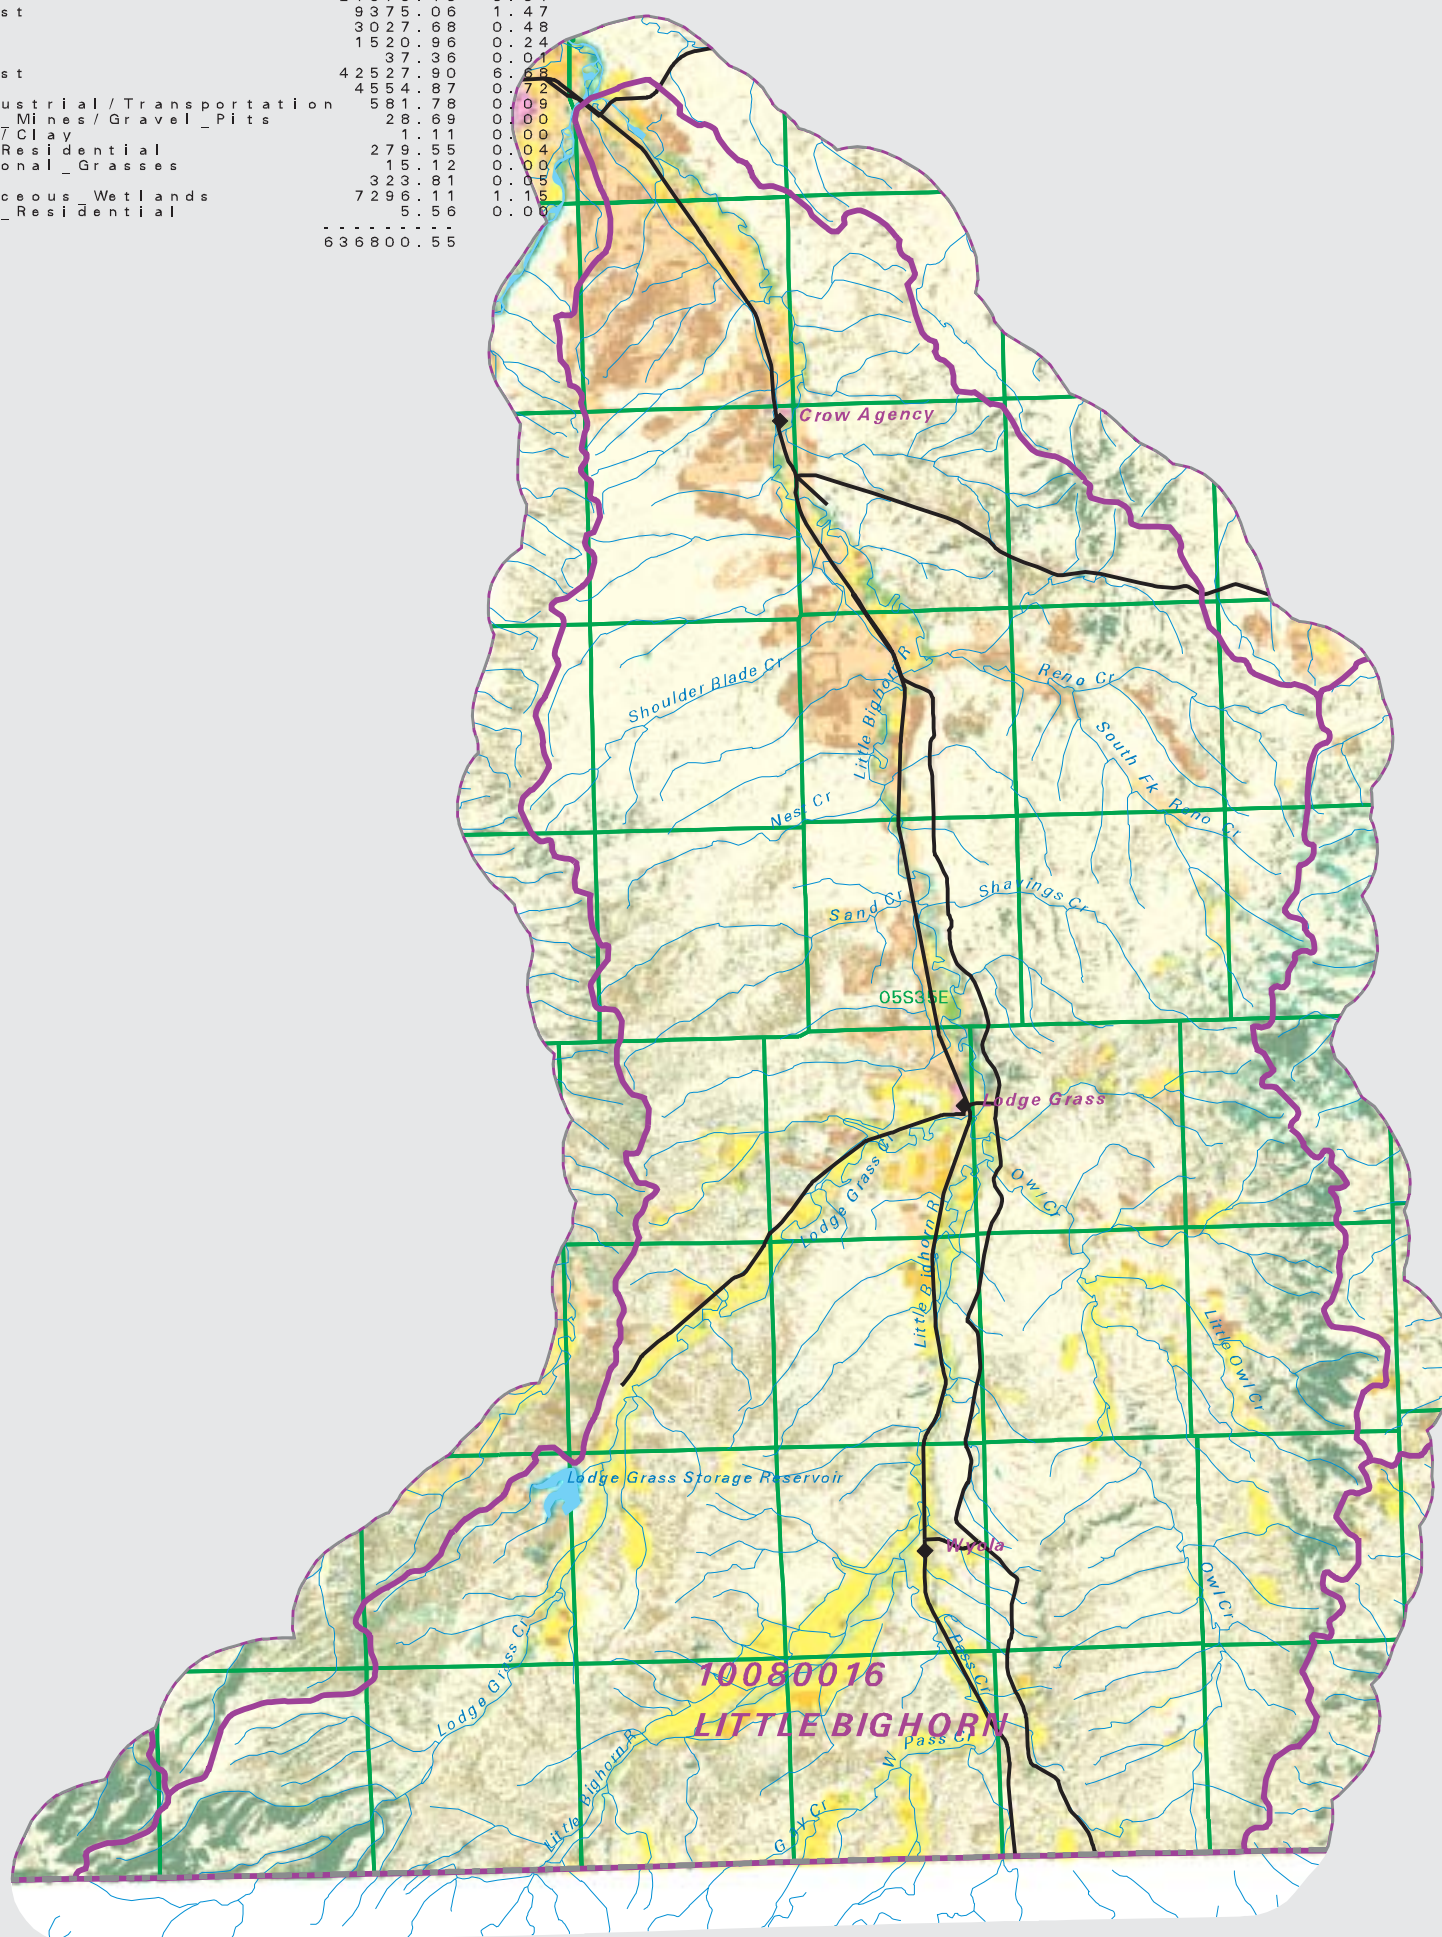 st 9375.06 1.47
3027.68 0.48
1520.96 0.24
37.36 0.01
st 42527.90 6.68
4554.87 0.72
ustrial/Transportation 581.78 0.09
_Mines/Gravel_Pits 28.69 0.00
/Clay 1.11 0.00
Residential 279.55 0.04
onal_Grasses 15.12 0.00
323.81 0.05
ceous_Wetlands 7296.11 1.15
_Residential 5.56 0.00
---------
636800.55
Crow Agency
Little Bighorn R
Shoulder Blade Cr
Reno Cr
South Fk Reno Cr
Nest Cr
Sand Cr
Shavings Cr
05S35E
Lodge Grass
Lodge Grass Cr
Owl Cr
Little Bighorn R
Little Owl Cr
Lodge Grass Storage Reservoir
Wyola
Owl Cr
Pass Cr
Lodge Grass Cr
10080016
LITTLE BIGHORN
Little Bighorn R
W Pass Cr
Gay Cr